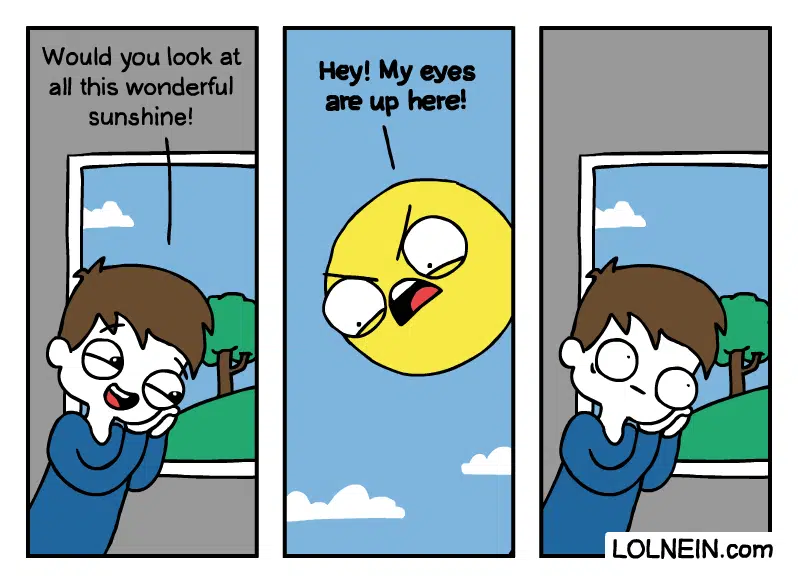 Would you look at
all this wonderful
sunshine!
Hey! My eyes
are up here!
LOLNEIN.com